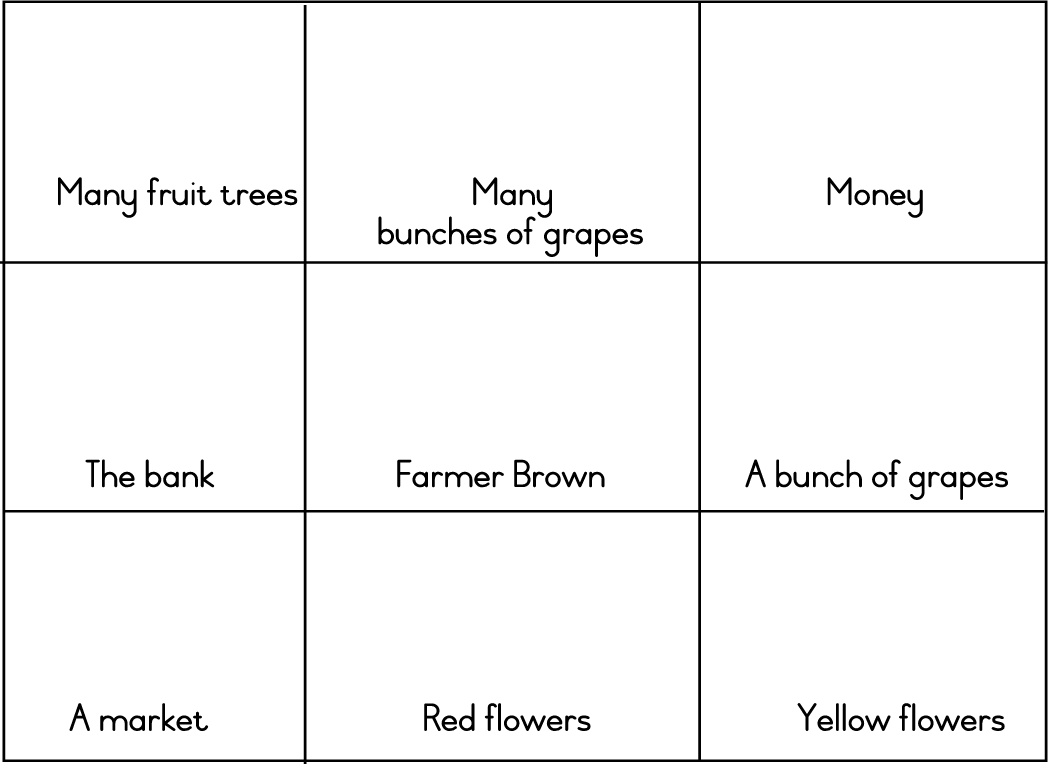 Many fruit trees
Many
bunches of grapes
Money
The bank
Farmer Brown
A bunch of grapes
A market
Red flowers
Yellow flowers